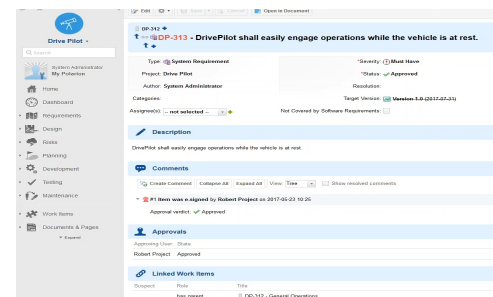 Edit
Open in Document
Drive Pilot
Search
System Administrator
My Polarion
Home
Dashboard
Requirements
Design
Risks
Planning
Development
Testing
Maintenance
Work Items
Documents & Pages
Expand
DP-312
DP-313 - DrivePilot shall easily engage operations while the vehicle is at rest.
Type: System Requirement
*Severity: Must Have
Project: Drive Pilot
*Status: Approved
Author: System Administrator
Resolution:
Categories:
Target Version: Version 1.0 (2017-07-31)
Assignee(s): -- not selected --
Not Covered by Software Requirements:
Description
DrivePilot shall easily engage operations while the vehicle is at rest.
Comments
Create Comment Collapse All Expand All View: Tree Show resolved comments
#1 Item was e-signed by Robert Project on 2017-05-23 10:25
Approval verdict: Approved
Approvals
Approving User State
Robert Project Approved
Linked Work Items
Suspect Role Title
has parent DP-312 - General Operations